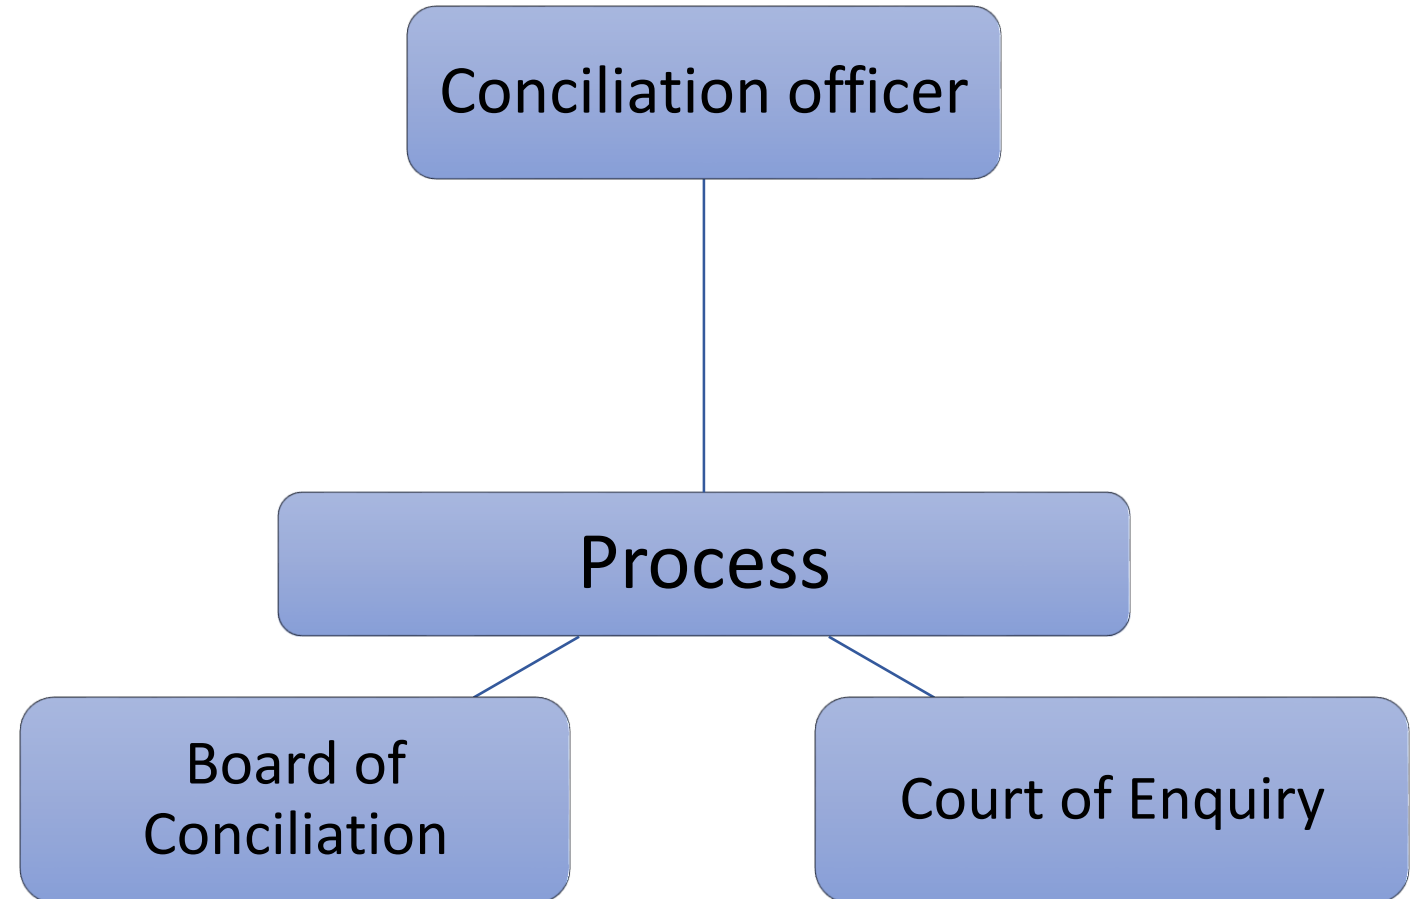 Conciliation officer
Process
Board of
Conciliation
Court of Enquiry